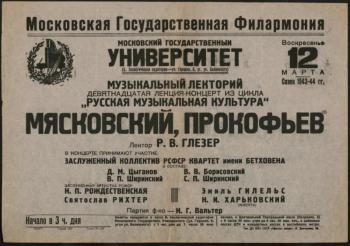 Московская Государственная Филармония
МОСКОВСКИЙ ГОСУДАРСТВЕННЫЙ
УНИВЕРСИТЕТ
Воскресенье
12
МАРТА
Сезон 1943-44 гг.
МУЗЫКАЛЬНЫЙ ЛЕКТОРИЙ
ДЕВЯТНАДЦАТАЯ ЛЕКЦИЯ-КОНЦЕРТ ИЗ ЦИКЛА
„РУССКАЯ МУЗЫКАЛЬНАЯ КУЛЬТУРА"
МЯСКОВСКИЙ, ПРОКОФЬЕВ
Лектор Р. В. ГЛЕЗЕР
В КОНЦЕРТЕ ПРИНИМАЮТ УЧАСТИЕ:
ЗАСЛУЖЕННЫЙ КОЛЛЕКТИВ РСФСР КВАРТЕТ имени БЕТХОВЕНА
В СОСТАВЕ:
Д. М. Цыганов В. В. Борисовский
В. П. Ширинский С. П. Ширинский
Н. П. РОЖДЕСТВЕНСКАЯ
Эмиль ГИЛЕЛЬС
Святослав РИХТЕР
Н. И. ХАРЬКОВСКИЙ
Партия ф-п — Н. Г. Вальтер
Начало в 3 ч. дня